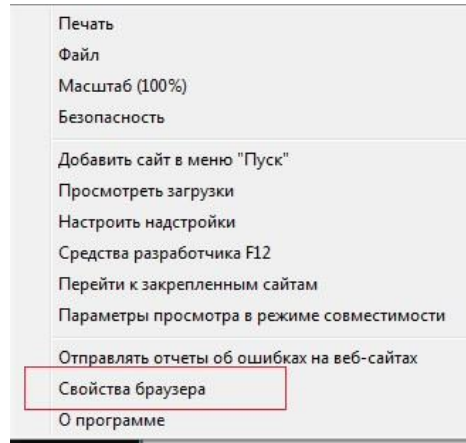 Печать
Файл
Масштаб (100%)
Безопасность
Добавить сайт в меню "Пуск"
Просмотреть загрузки
Настроить надстройки
Средства разработчика F12
Перейти к закрепленным сайтам
Параметры просмотра в режиме совместимости
Отправлять отчеты об ошибках на веб-сайтах
Свойства браузера
О программе